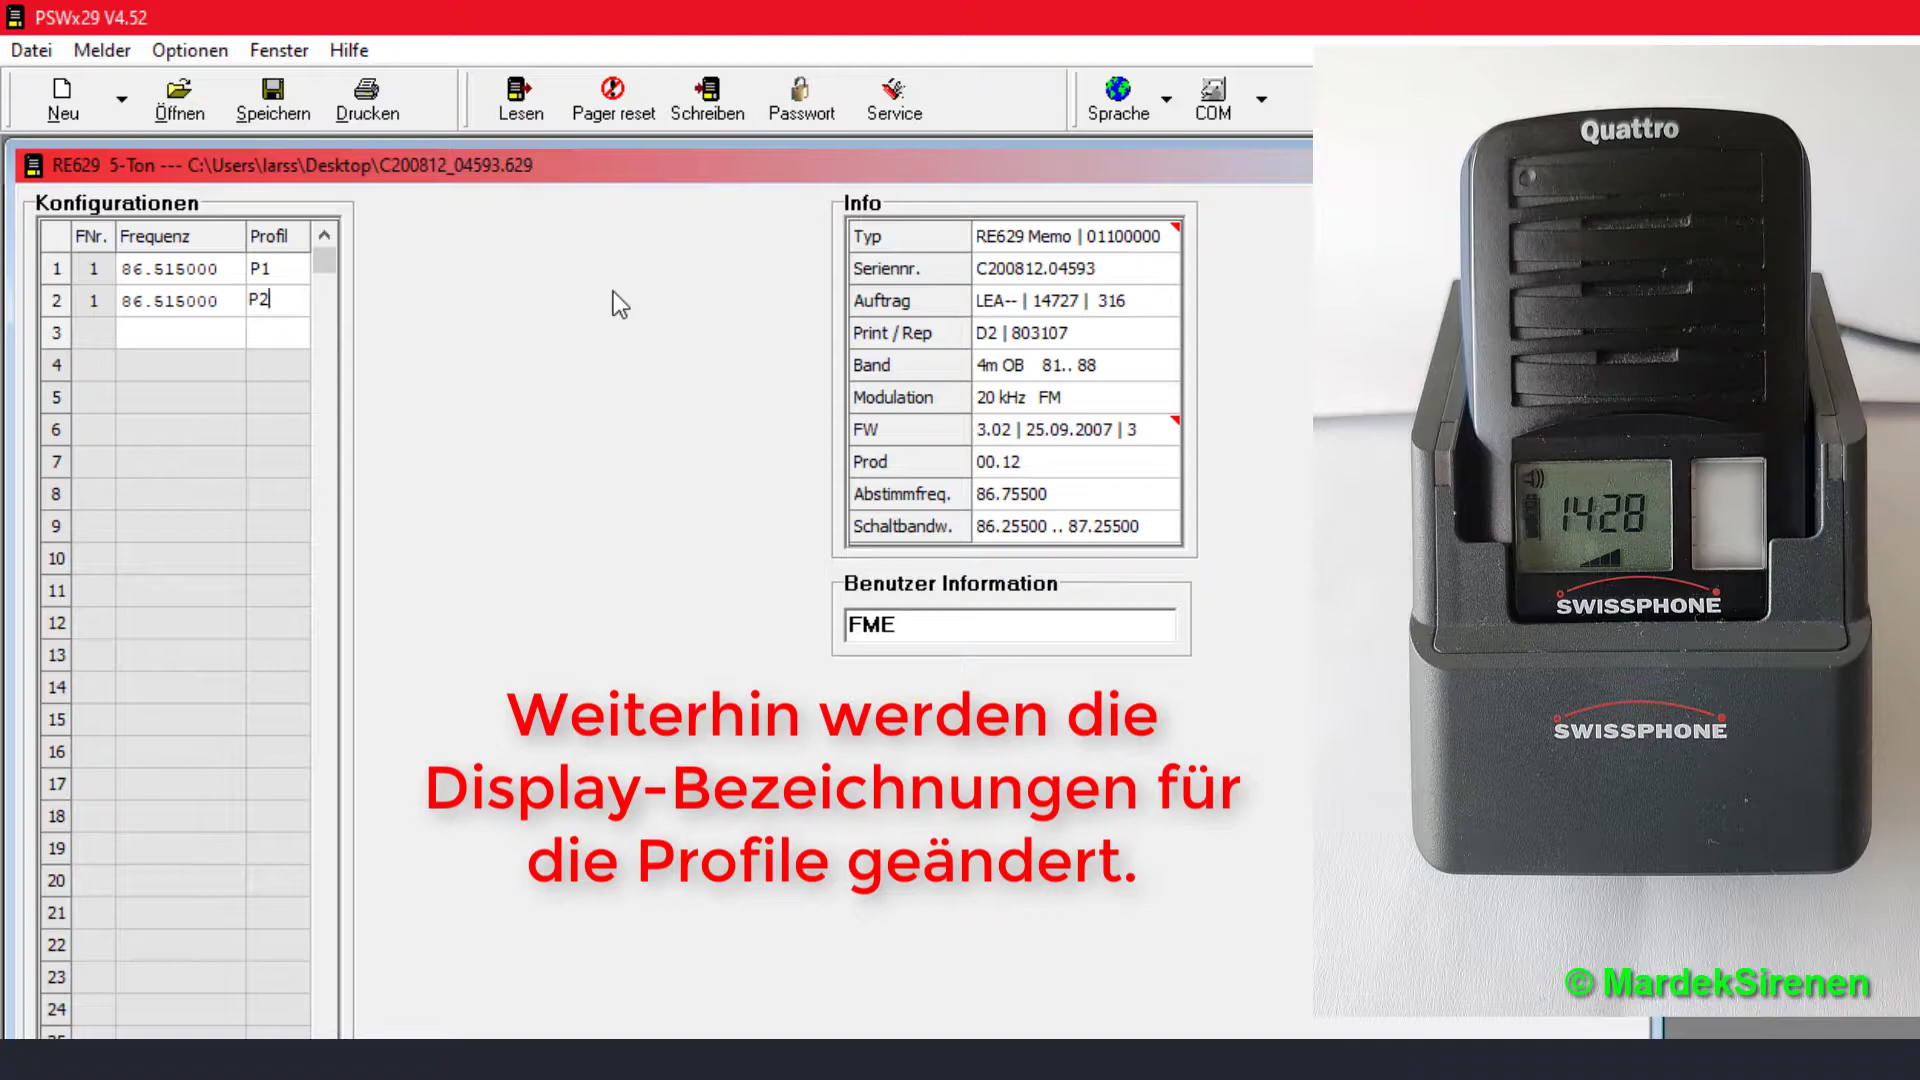 PSWx29 V4.52
Datei Melder Optionen Fenster Hilfe
Neu Öffnen Speichern Drucken Lesen Pager reset Schreiben Passwort Service Sprache COM
RE629 5-Ton --- C:\Users\larss\Desktop\C200812_04593.629
Konfigurationen
FNr. Frequenz Profil
1 1 86.515000 P1
2 1 86.515000 P2
3
4
5
6
7
8
9
10
11
12
13
14
15
16
17
18
19
20
21
22
23
24
Info
Typ RE629 Memo | 01100000
Seriennr. C200812.04593
Auftrag LEA-- | 14727 | 316
Print / Rep D2 | 803107
Band 4m OB 81.. 88
Modulation 20 kHz FM
FW 3.02 | 25.09.2007 | 3
Prod 00.12
Abstimmfreq. 86.75500
Schaltbandw. 86.25500 .. 87.25500
Benutzer Information
FME
Weiterhin werden die
Display-Bezeichnungen für
die Profile geändert.
Quattro
1428
SWISSPHONE
SWISSPHONE
© MardekSirenen